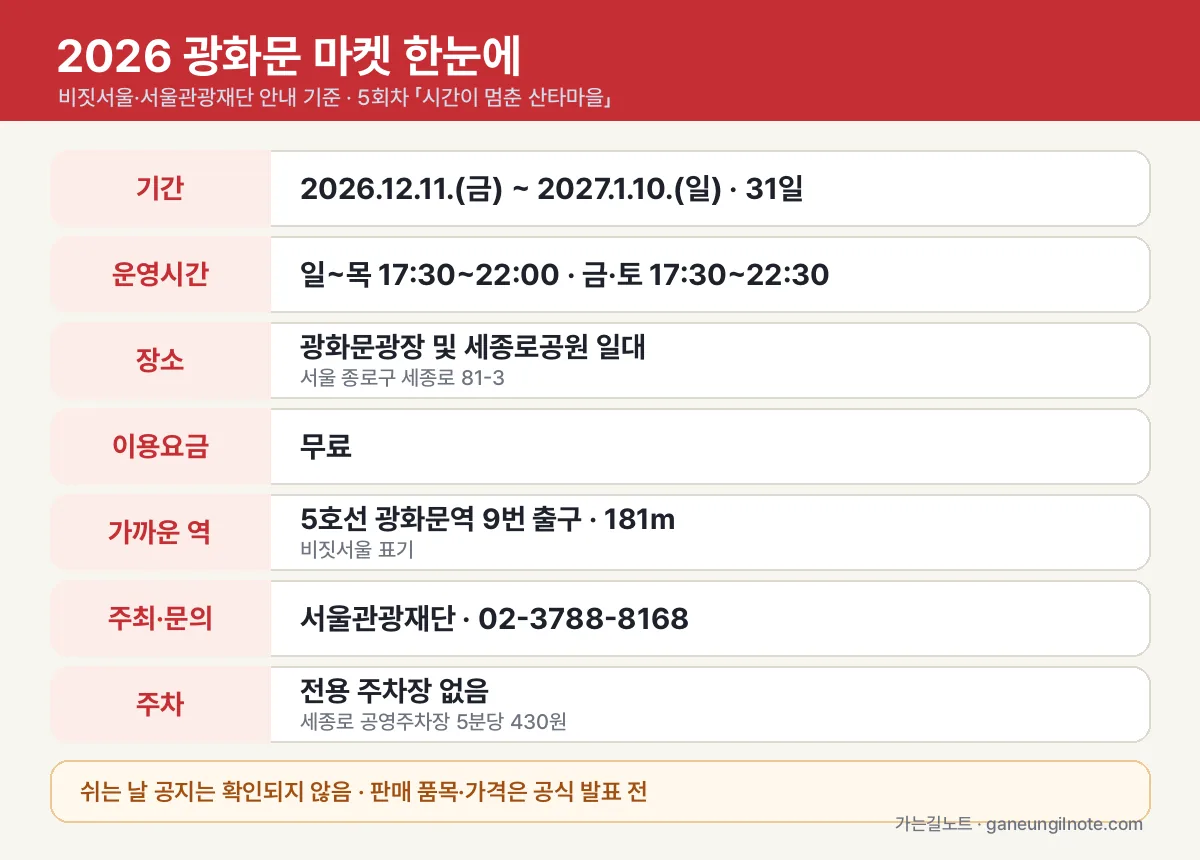 2026 광화문 마켓 한눈에
비짓서울·서울관광재단 안내 기준 · 5회차 「시간이 멈춘 산타마을」
기간
2026.12.11.(금) ~ 2027.1.10.(일) · 31일
운영시간
일~목 17:30~22:00 · 금·토 17:30~22:30
장소
광화문광장 및 세종로공원 일대
서울 종로구 세종로 81-3
이용요금
무료
가까운 역
5호선 광화문역 9번 출구 · 181m
비짓서울 표기
주최·문의
서울관광재단 · 02-3788-8168
주차
전용 주차장 없음
세종로 공영주차장 5분당 430원
쉬는 날 공지는 확인되지 않음 · 판매 품목·가격은 공식 발표 전
가는길노트 · ganeungilnote.com